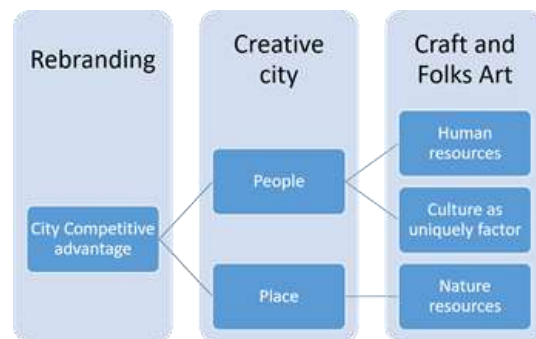 Rebranding
Creative
city
Craft and
Folks Art
City Competitive
advantage
People
Place
Human
resources
Culture as
uniquely factor
Nature
resources